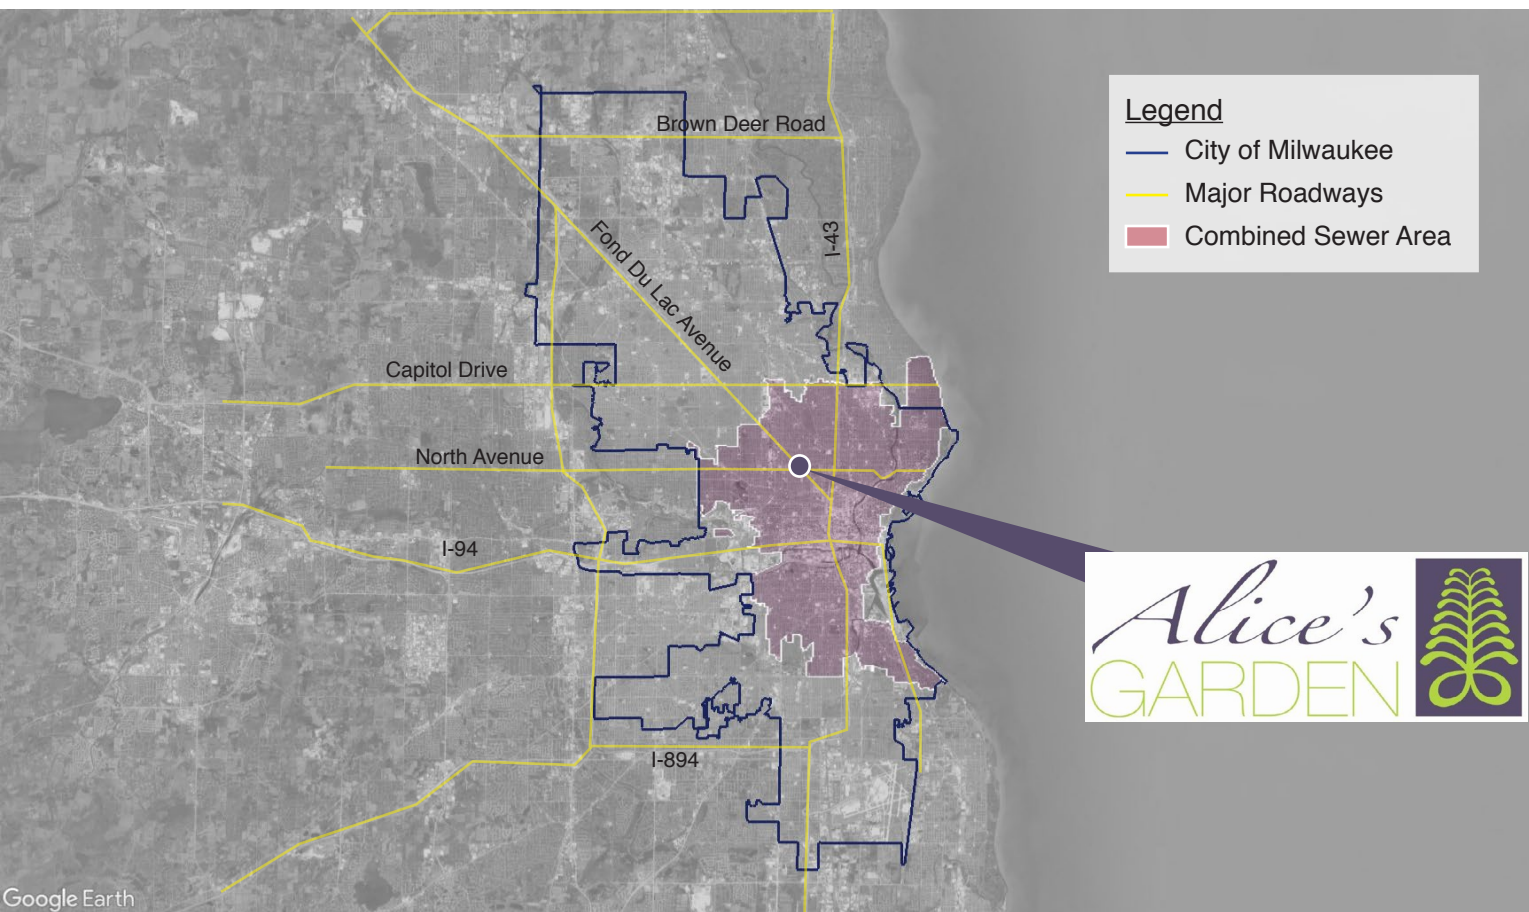 Legend
City of Milwaukee
Major Roadways
Combined Sewer Area
Brown Deer Road
I-43
Fond Du Lac Avenue
Capitol Drive
North Avenue
I-94
I-894
Alice's
GARDEN
Google Earth